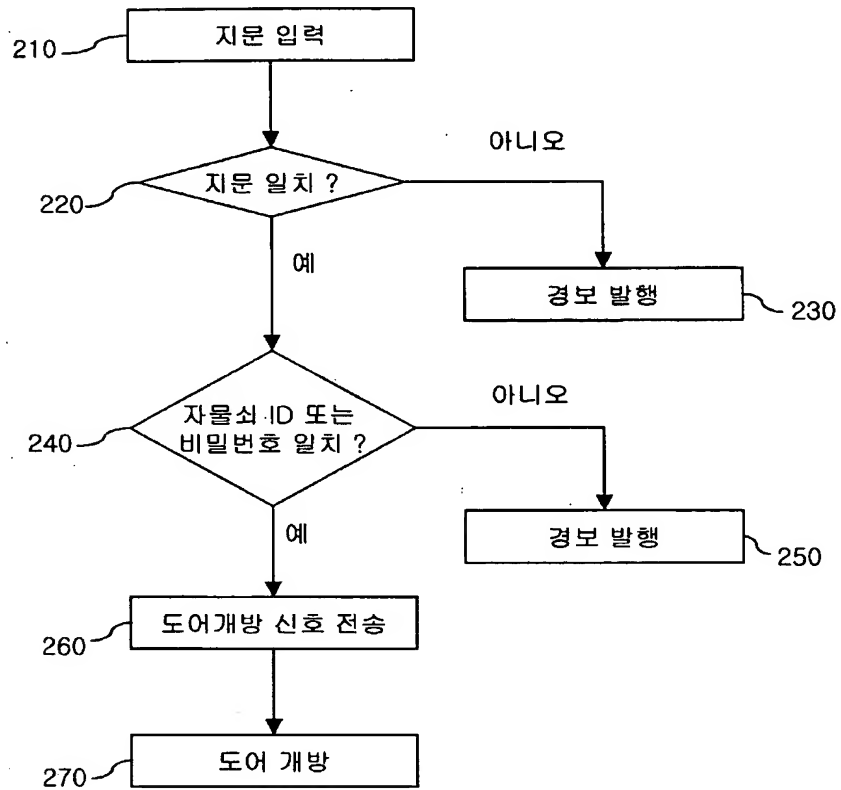 지문 입력
210
아니오
지문 일치 ?
220
예
경보 발행
230
아니오
자물쇠 ID 또는
비밀번호 일치 ?
240
예
경보 발행
250
도어개방 신호 전송
260
도어 개방
270